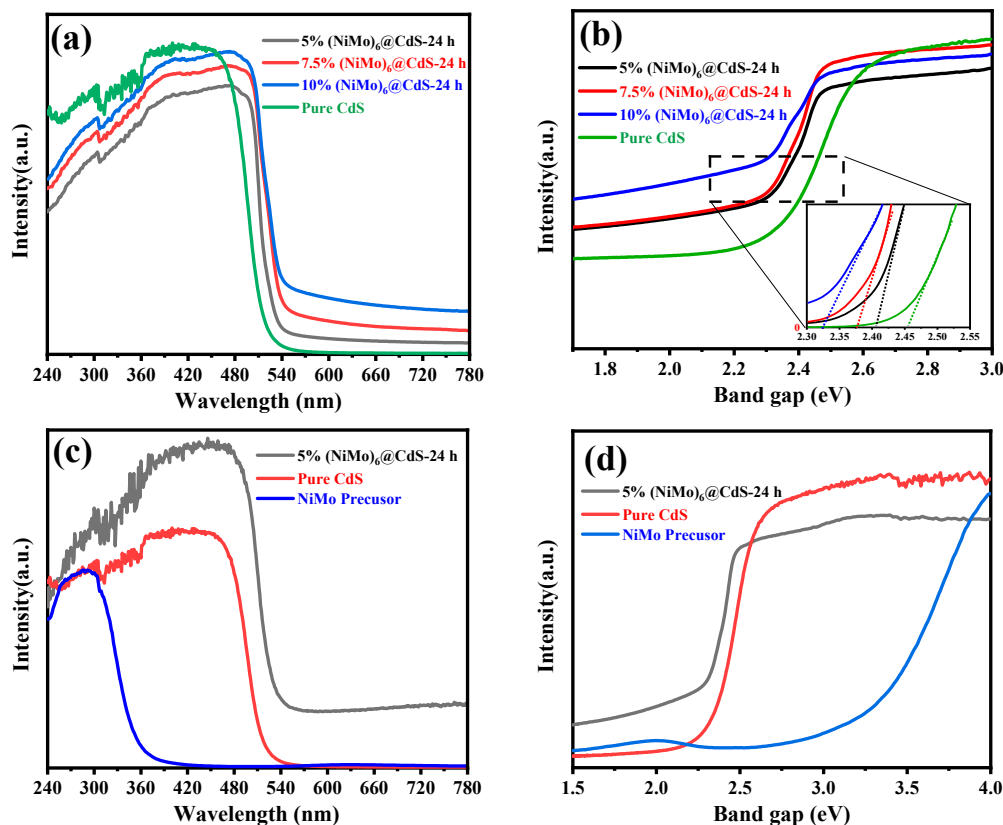 (a)
5% (NiMo)6@CdS-24 h
7.5% (NiMo)6@CdS-24 h
10% (NiMo)6@CdS-24 h
Pure CdS
Intensity(a.u.)
240 300 360 420 480 540 600 660 720 780
Wavelength (nm)
(b)
5% (NiMo)6@CdS-24 h
7.5% (NiMo)6@CdS-24 h
10% (NiMo)6@CdS-24 h
Pure CdS
Intensity(a.u.)
0
2.30 2.35 2.40 2.45 2.50 2.55
1.8 2.0 2.2 2.4 2.6 2.8 3.0
Band gap (eV)
(c)
5% (NiMo)6@CdS-24 h
Pure CdS
NiMo Precusor
Intensity(a.u.)
240 300 360 420 480 540 600 660 720 780
Wavelength (nm)
(d)
5% (NiMo)6@CdS-24 h
Pure CdS
NiMo Precusor
Intensity(a.u.)
1.5 2.0 2.5 3.0 3.5 4.0
Band gap (eV)